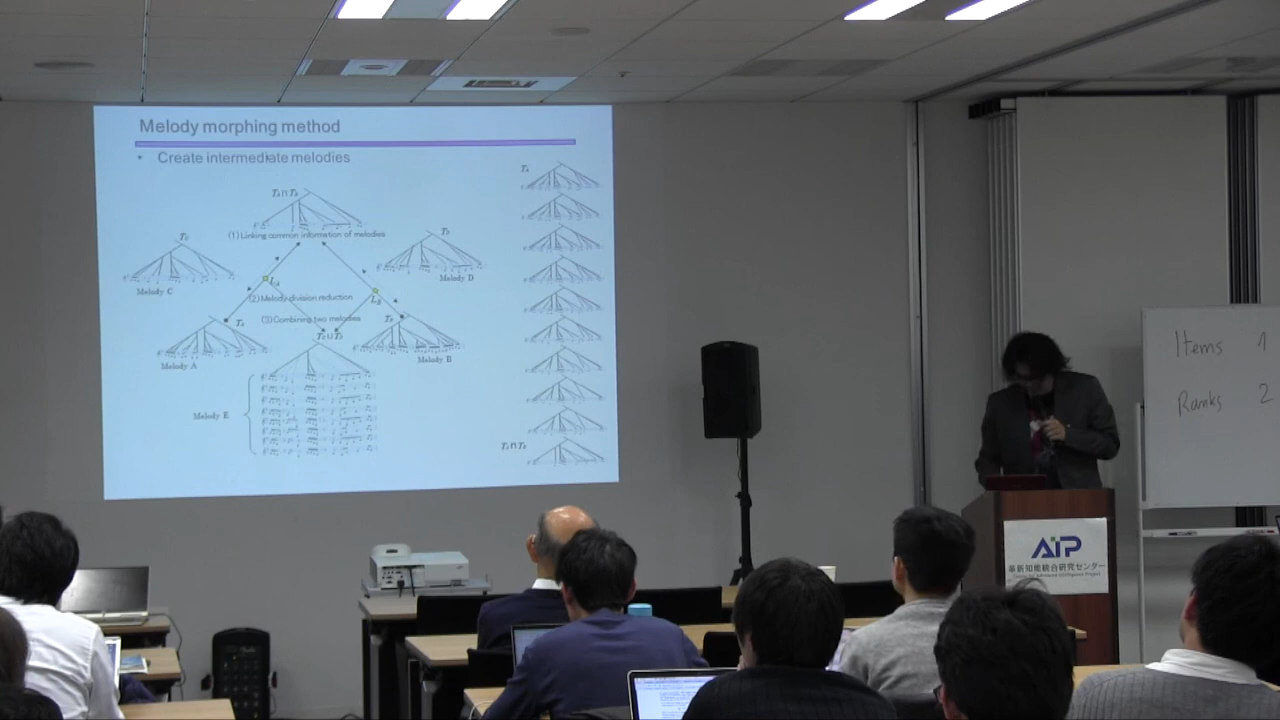 Melody morphing method
• Create intermediate melodies
(1)Linking common information of melodies
Melody C
Melody D
(2)Melody division reduction
(3)Combining two melodies
Melody A
Melody B
Melody E
Items 1
Ranks 2
AIP
革新知能統合研究センター